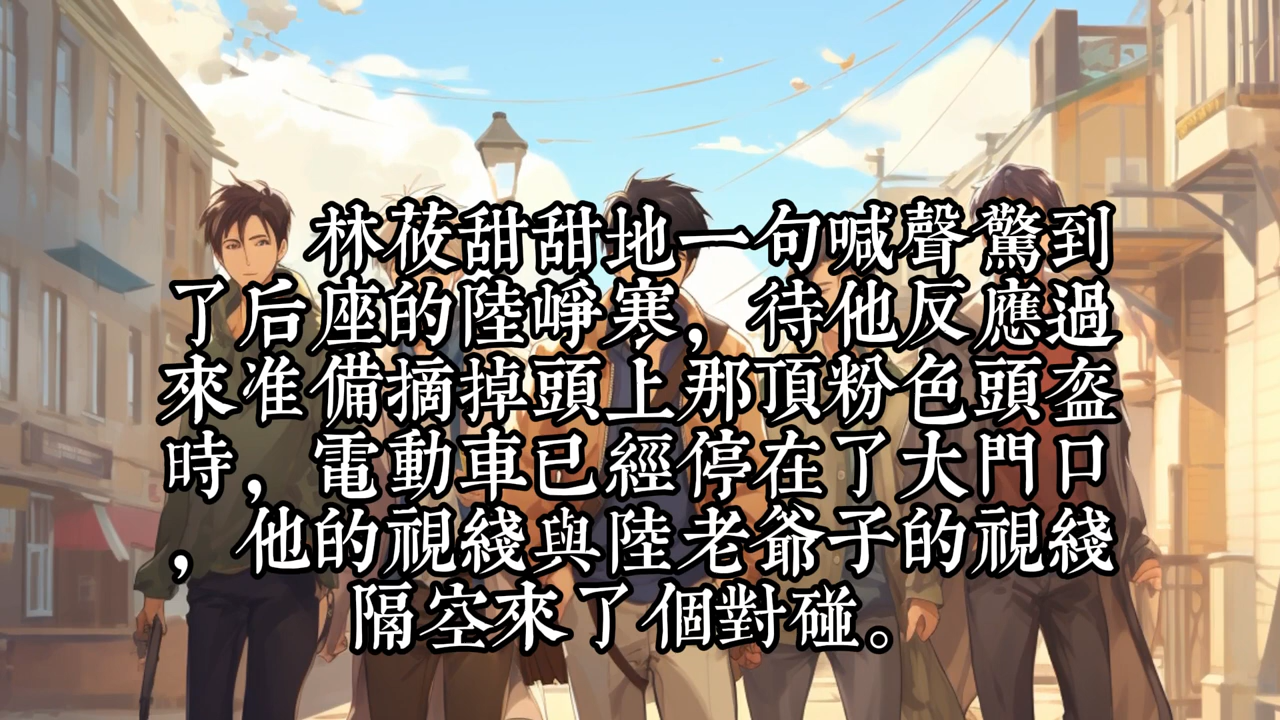 林莜甜甜地一句喊聲驚到
了后座的陸崢寒，待他反應過
來准備摘掉頭上那頂粉色頭盔
時，電動車已經停在了大門口
，他的視綫與陸老爺子的視綫
隔空來了個對碰。